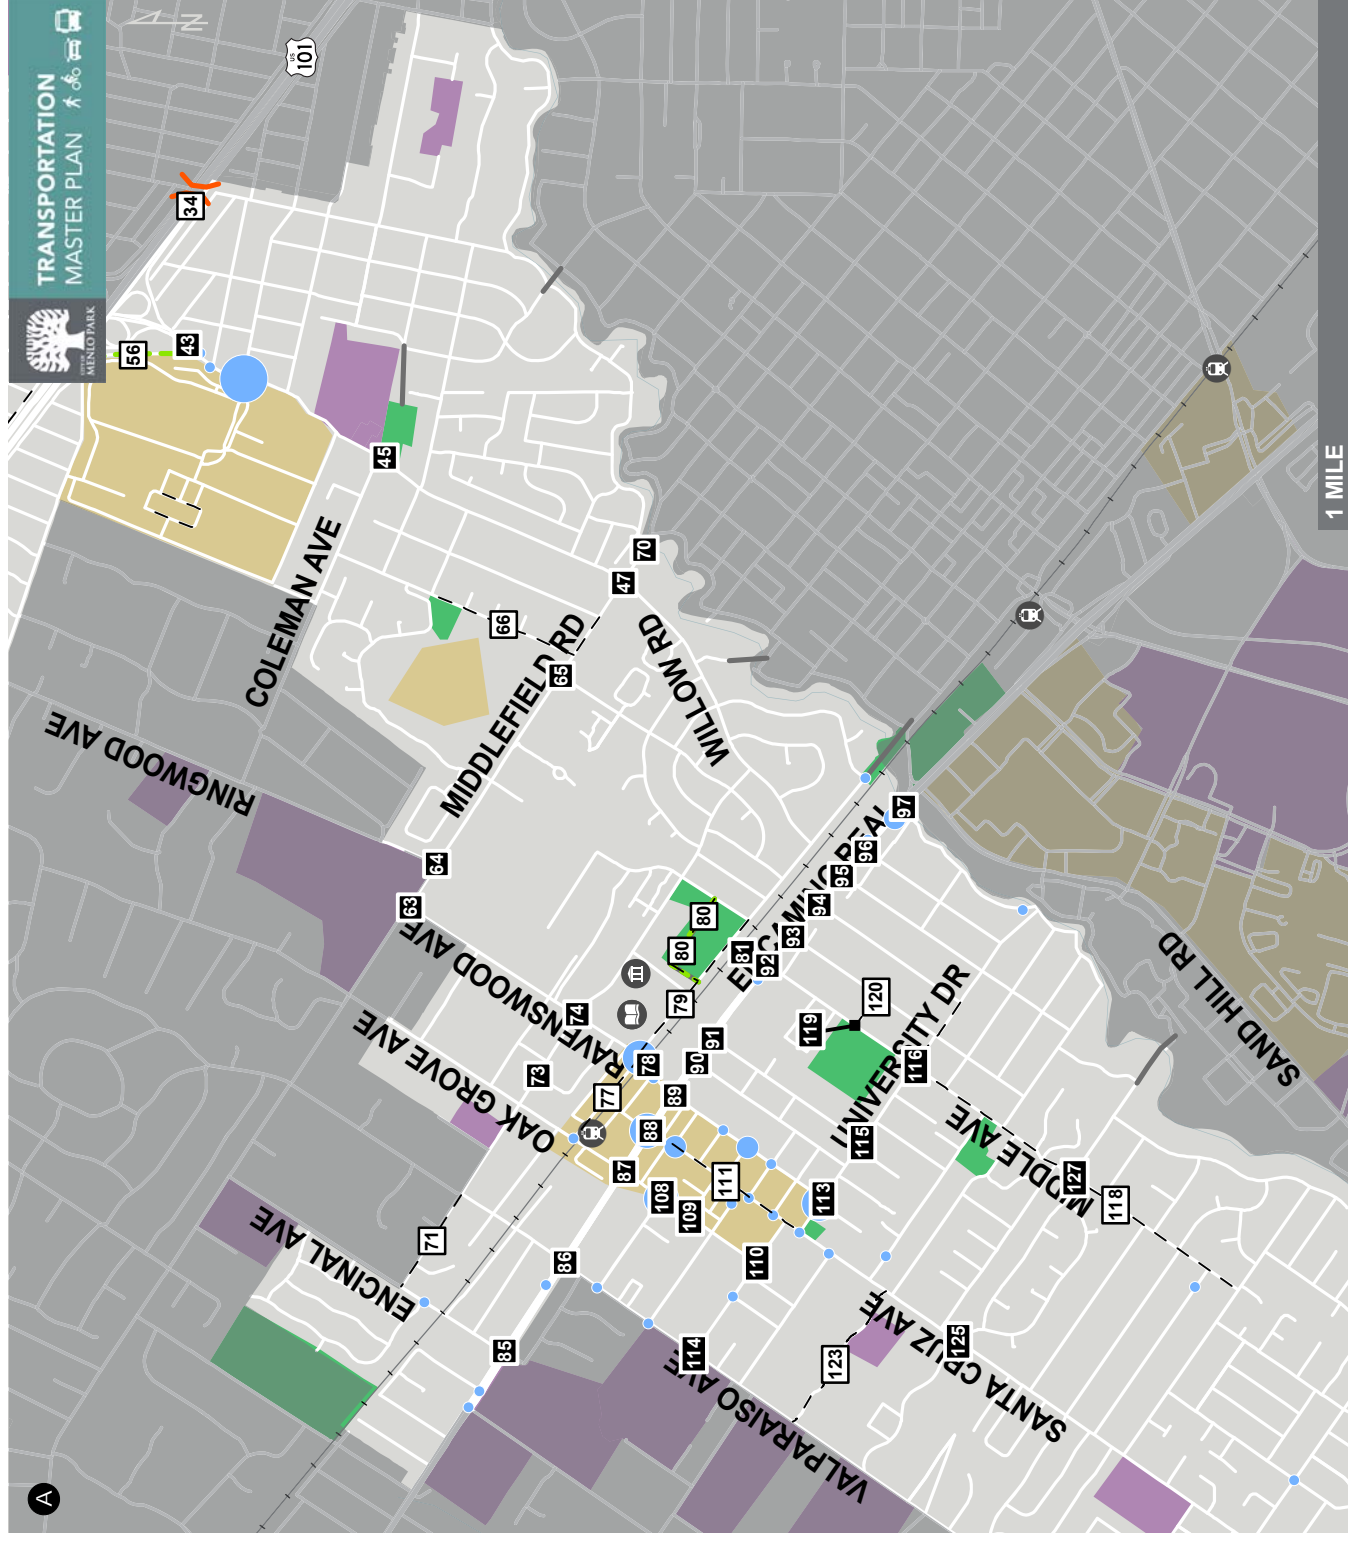 TRANSPORTATION
MASTER PLAN
CITY OF
MENLO PARK
N
US
101
34
56
43
45
COLEMAN AVE
RINGWOOD AVE
66
47
70
65
MIDDLEFIELD RD
WILLOW RD
64
63
RAVENSWOOD AVE
OAK GROVE AVE
74
73
80
80
79
81
78
77
EL CAMINO REAL
97
96
95
94
93
92
91
90
89
88
87
86
85
108
109
110
111
113
114
115
116
119
120
UNIVERSITY DR
MIDDLE AVE
127
118
SAND HILL RD
71
ENCINAL AVE
VALPARAISO AVE
123
125
SANTA CRUZ AVE
1 MILE
A